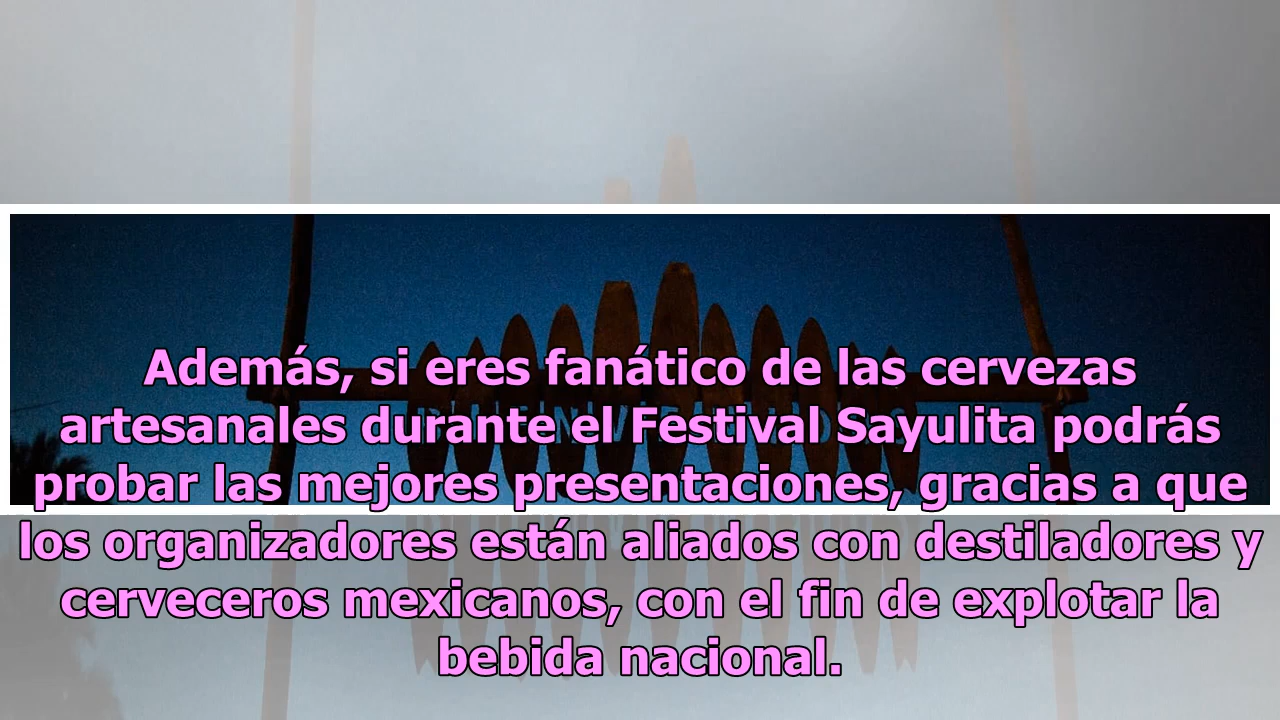 Además, si eres fanático de las cervezas
artesanales durante el Festival Sayulita podrás
probar las mejores presentaciones, gracias a que
los organizadores están aliados con destiladores y
cerveceros mexicanos, con el fin de explotar la
bebida nacional.